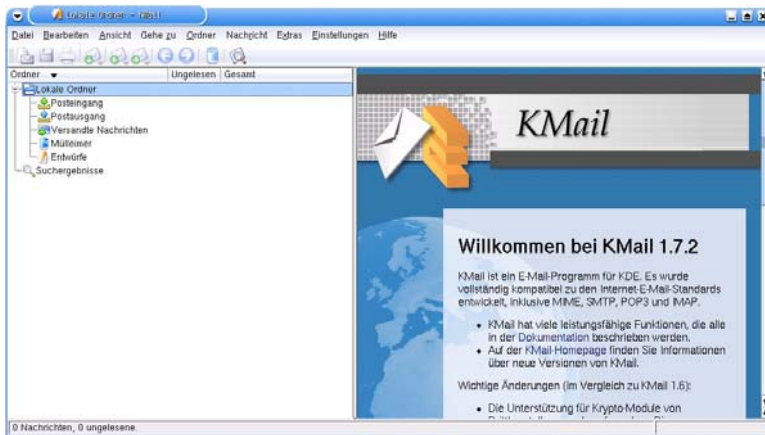 Lokale Ordner - KMail
Datei Bearbeiten Ansicht Gehe zu Ordner Nachricht Extras Einstellungen Hilfe
Ordner Ungelesen Gesamt
Lokale Ordner
Posteingang
Postausgang
Versandte Nachrichten
Mülleimer
Entwürfe
Suchergebnisse
KMail
Willkommen bei KMail 1.7.2
KMail ist ein E-Mail-Programm für KDE. Es wurde
vollständig kompatibel zu den Internet-E-Mail-Standards
entwickelt, inklusive MIME, SMTP, POP3 und IMAP.
• KMail hat viele leistungsfähige Funktionen, die alle
in der Dokumentation beschrieben werden.
• Auf der KMail-Homepage finden Sie Informationen
über neue Versionen von KMail.
Wichtige Änderungen (im Vergleich zu KMail 1.6):
• Die Unterstützung für Krypto-Module von
0 Nachrichten, 0 ungelesene.